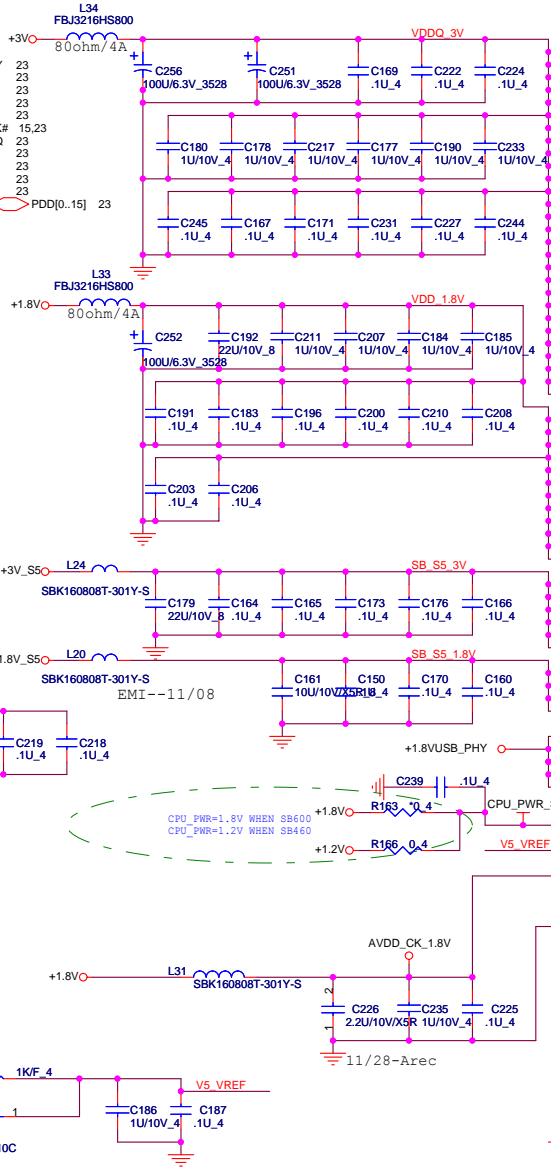 L34
FBJ3216HS800
+3V
80ohm/4A
VDDQ_3V
C256
100U/6.3V_3528
C251
100U/6.3V_3528
C169
.1U_4
C222
.1U_4
C224
.1U_4
23
23
23
23
23
K# 15,23
23
23
23
23
23
PDD[0..15] 23
C180
1U/10V_4
C178
1U/10V_4
C217
1U/10V_4
C177
1U/10V_4
C190
1U/10V_4
C233
1U/10V_4
C245
.1U_4
C167
.1U_4
C171
.1U_4
C231
.1U_4
C227
.1U_4
C244
.1U_4
L33
FBJ3216HS800
+1.8V
80ohm/4A
VDD_1.8V
C252
100U/6.3V_3528
C192
22U/10V_8
C211
1U/10V_4
C207
1U/10V_4
C184
1U/10V_4
C185
1U/10V_4
C191
.1U_4
C183
.1U_4
C196
.1U_4
C200
.1U_4
C210
.1U_4
C208
.1U_4
C203
.1U_4
C206
.1U_4
+3V_S5
L24
SBK160808T-301Y-S
SB_S5_3V
C179
22U/10V_8
C164
.1U_4
C165
.1U_4
C173
.1U_4
C176
.1U_4
C166
.1U_4
1.8V_S5
L20
SBK160808T-301Y-S
EMI--11/08
SB_S5_1.8V
C161
10U/10V/X5R_8
C150
.1U_4
C170
.1U_4
C160
.1U_4
C219
.1U_4
C218
.1U_4
+1.8VUSB_PHY
C239
.1U_4
CPU_PWR=1.8V WHEN SB600
CPU_PWR=1.2V WHEN SB460
+1.8V
R163
*0_4
CPU_PWR_
+1.2V
R166
0_4
V5_VREF
AVDD_CK_1.8V
+1.8V
L31
SBK160808T-301Y-S
2
1
C226
2.2U/10V/X5R
C235
1U/10V_4
C225
.1U_4
11/28-Arec
1K/F_4
1
V5_VREF
C186
1U/10V_4
C187
.1U_4
10C